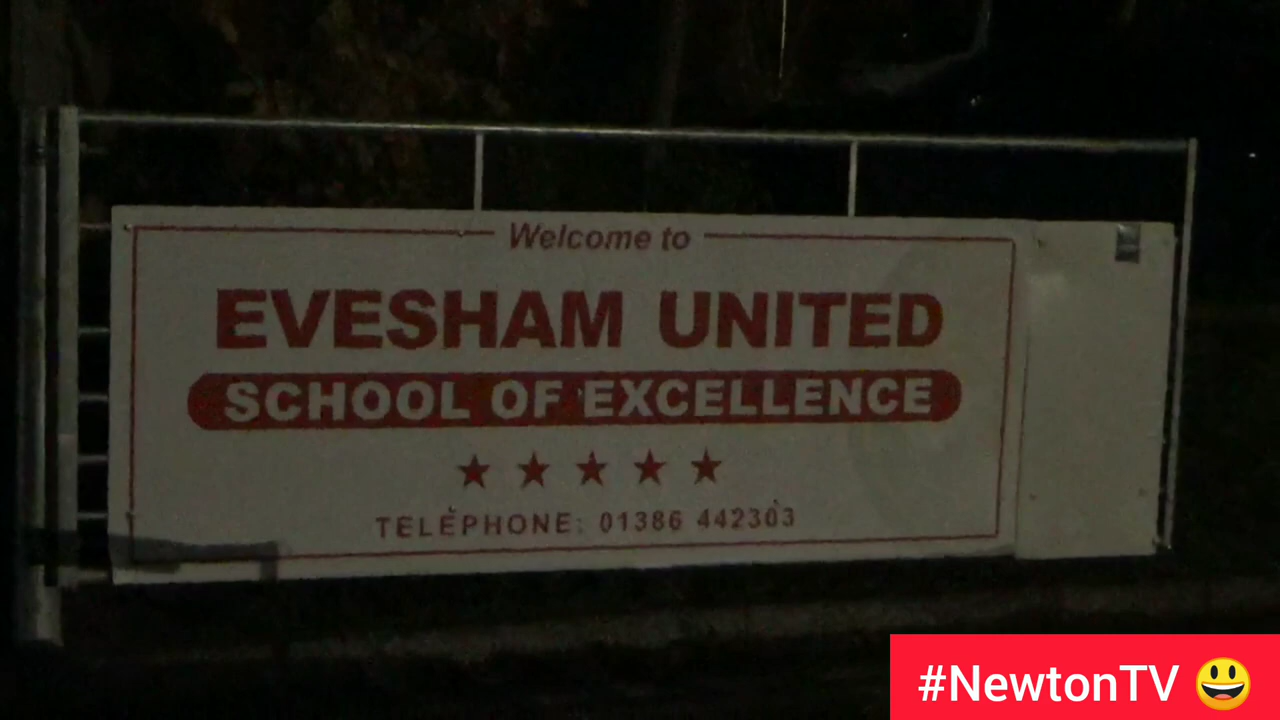 Welcome to
EVESHAM UNITED
SCHOOL OF EXCELLENCE
TELEPHONE: 01386 442303
#NewtonTV 😃